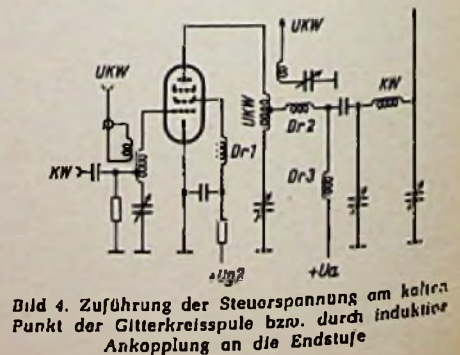 UKW
UKW
KW
UKW
Dr2
Dr1
KW
Dr3
+Ug2
+Ua
Bild 4. Zuführung der Steuerspannung am kalten
Punkt der Gitterkreisspule bzw. durch induktive
Ankopplung an die Endstufe